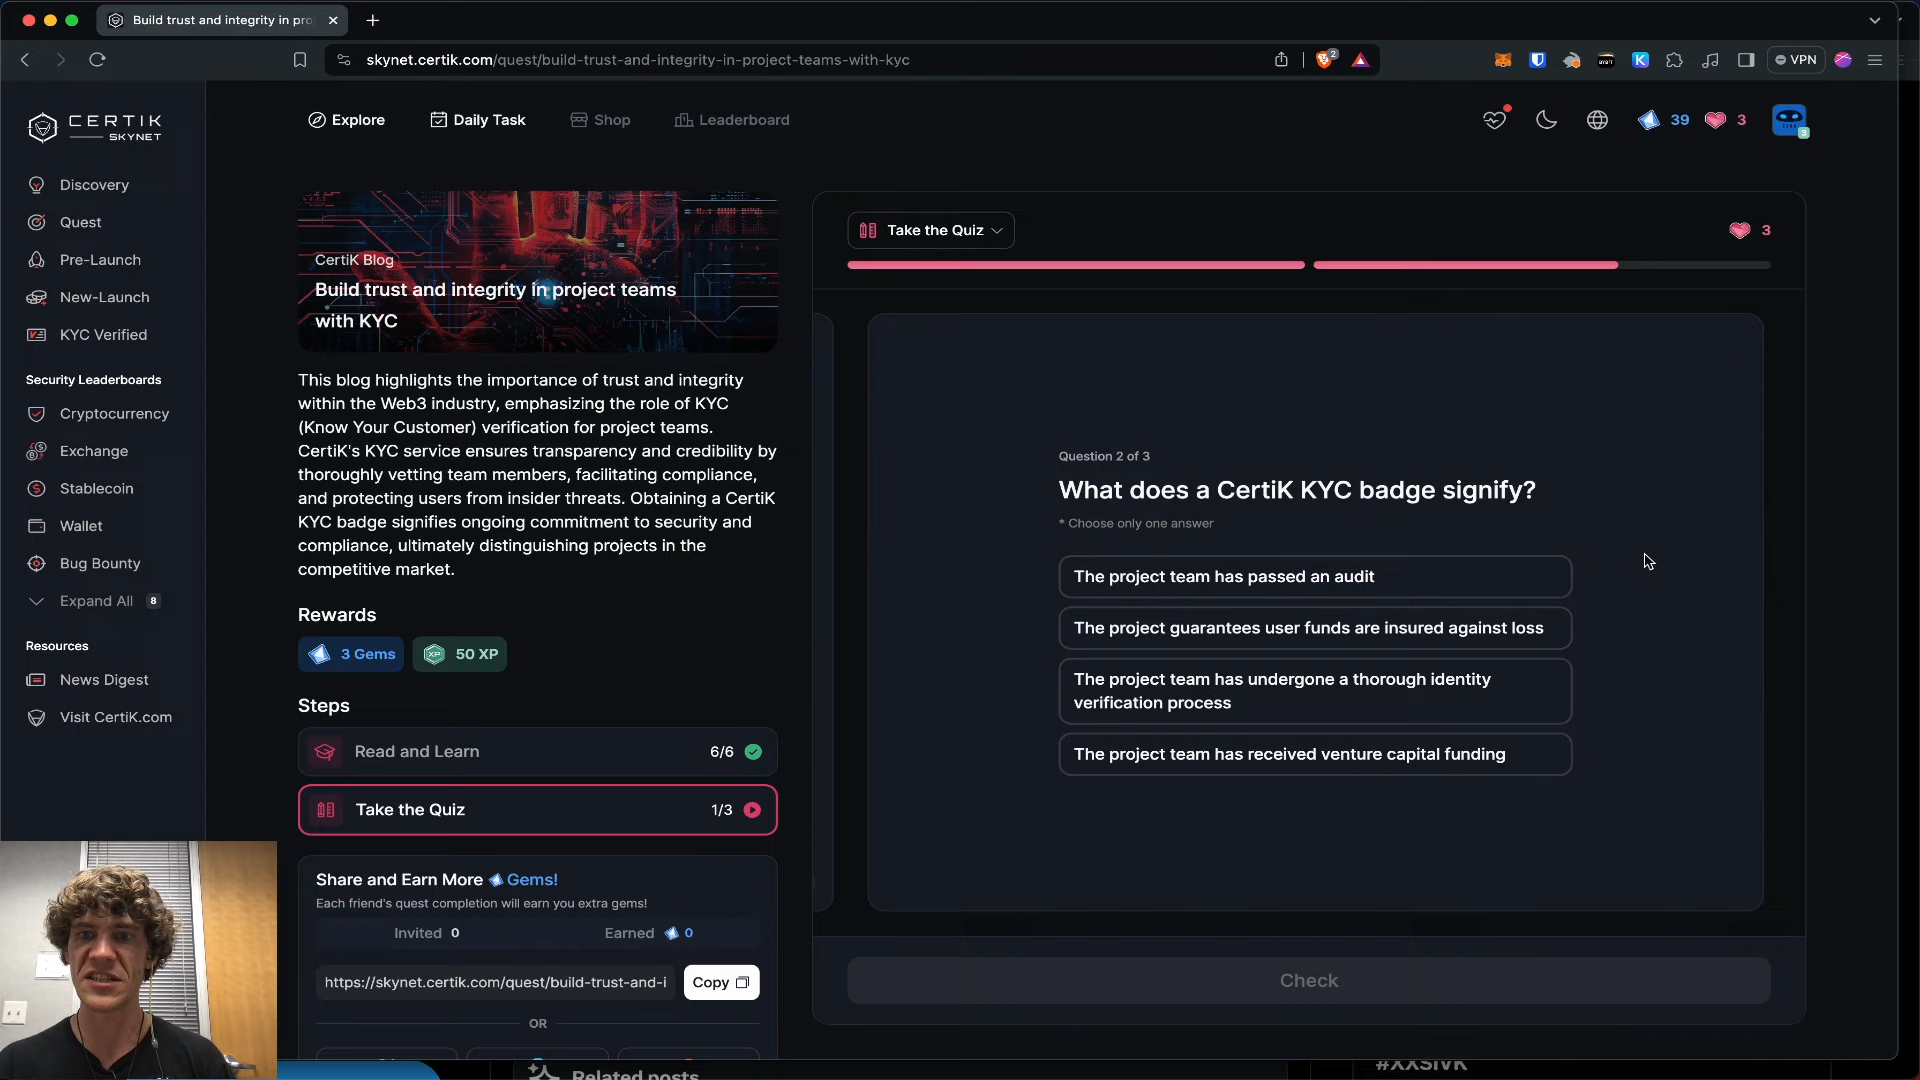 Build trust and integrity in pro
skynet.certik.com/quest/build-trust-and-integrity-in-project-teams-with-kyc
2
VPN
CERTIK
SKYNET
Explore
Daily Task
Shop
Leaderboard
39
3
3
Discovery
Quest
Pre-Launch
New-Launch
KYC Verified
Security Leaderboards
Cryptocurrency
Exchange
Stablecoin
Wallet
Bug Bounty
Expand All 8
Resources
News Digest
Visit CertiK.com
CertiK Blog
Build trust and integrity in project teams
with KYC
This blog highlights the importance of trust and integrity
within the Web3 industry, emphasizing the role of KYC
(Know Your Customer) verification for project teams.
CertiK's KYC service ensures transparency and credibility by
thoroughly vetting team members, facilitating compliance,
and protecting users from insider threats. Obtaining a CertiK
KYC badge signifies ongoing commitment to security and
compliance, ultimately distinguishing projects in the
competitive market.
Rewards
3 Gems
XP 50 XP
Steps
Read and Learn 6/6
Take the Quiz 1/3
Share and Earn More Gems!
Each friend's quest completion will earn you extra gems!
Invited 0
Earned 0
https://skynet.certik.com/quest/build-trust-and-i
Copy
OR
Take the Quiz
3
Question 2 of 3
What does a CertiK KYC badge signify?
* Choose only one answer
The project team has passed an audit
The project guarantees user funds are insured against loss
The project team has undergone a thorough identity
verification process
The project team has received venture capital funding
Check
Related posts